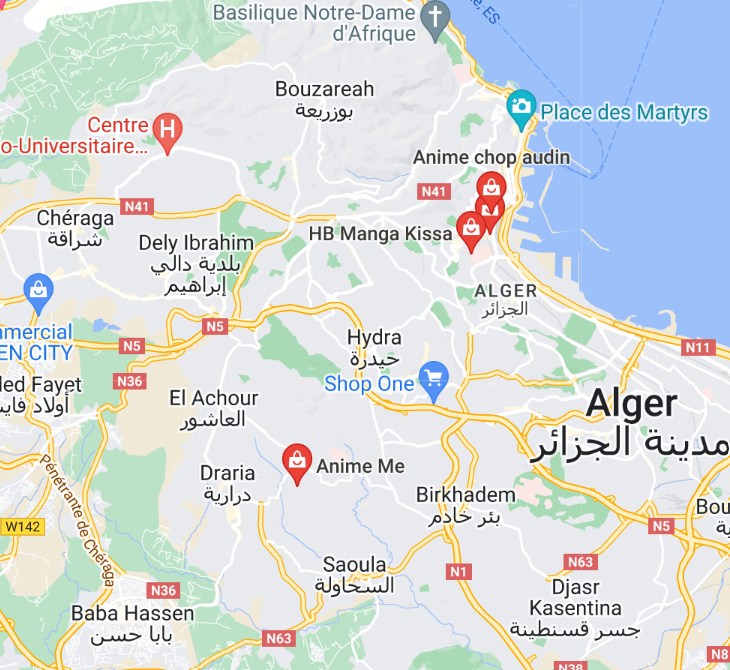 Basilique Notre-Dame
d'Afrique
ce, ES
Bouzareah
بوزريعة
Place des Martyrs
Centre
o-Universitaire...
H
Anime chop audin
N41
N41
Chéraga
شراقة
HB Manga Kissa
Dely Ibrahim
بلدية دالي
إبراهيم
ALGER
الجزائر
mmercial
EN CITY
N5
N5
N11
Hydra
حيدرة
N36
led Fayet
أولاد فايـ
Shop One
El Achour
العاشور
Alger
مدينة الجزائر
Anime Me
Draria
درارية
Pénétrante de Chéraga
Birkhadem
بئر خادم
Bou
W142
N5
Saoula
السحاولة
N1
N63
N36
Djasr
Kasentina
جسر قسنطينة
Baba Hassen
بابا حسن
N63
N8
N38